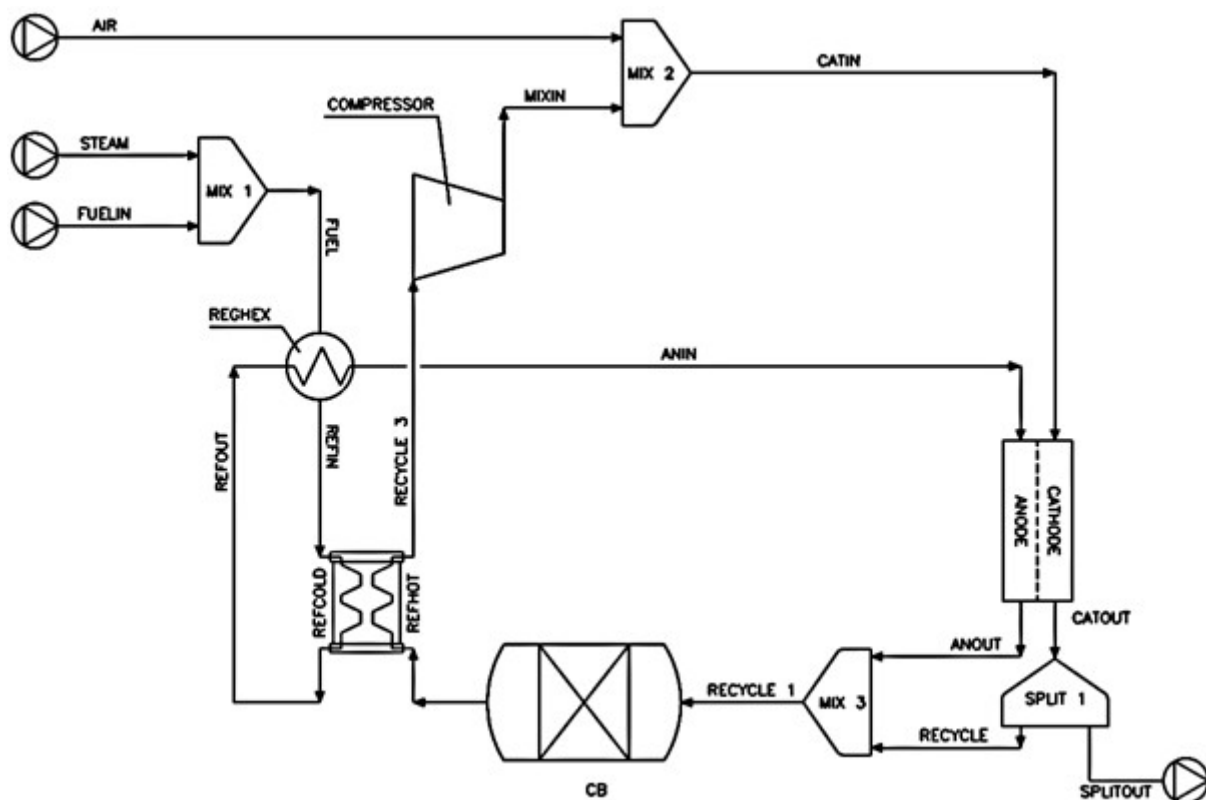 AIR
MIX 2
CATIN
COMPRESSOR
MIXIN
STEAM
MIX 1
FUELIN
FUEL
REGHEX
ANIN
REFOUT
REFIN
RECYCLE 3
ANODE
CATHODE
REFCOLD
REFHOT
CATOUT
ANOUT
RECYCLE 1
MIX 3
SPLIT 1
RECYCLE
CB
SPLITOUT